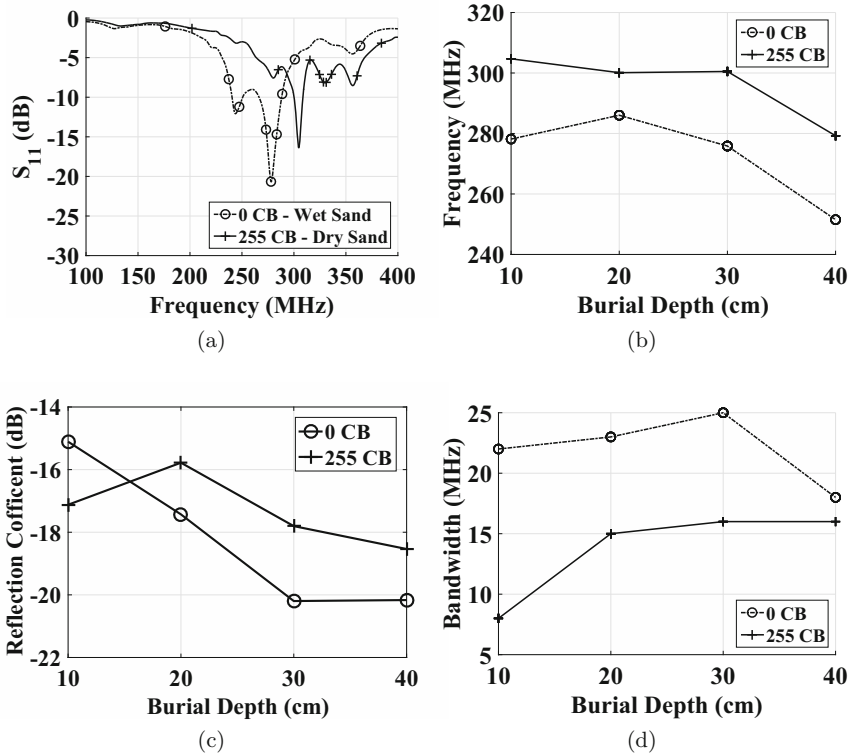 0
-5
-10
-15
-20
-25
-30
S11 (dB)
0 CB - Wet Sand
255 CB - Dry Sand
100 150 200 250 300 350 400
Frequency (MHz)
(a)
320
300
280
260
240
Frequency (MHz)
0 CB
255 CB
10 20 30 40
Burial Depth (cm)
(b)
-14
-16
-18
-20
-22
Reflection Cofficent (dB)
0 CB
255 CB
10 20 30 40
Burial Depth (cm)
(c)
25
20
15
10
5
Bandwidth (MHz)
0 CB
255 CB
10 20 30 40
Burial Depth (cm)
(d)